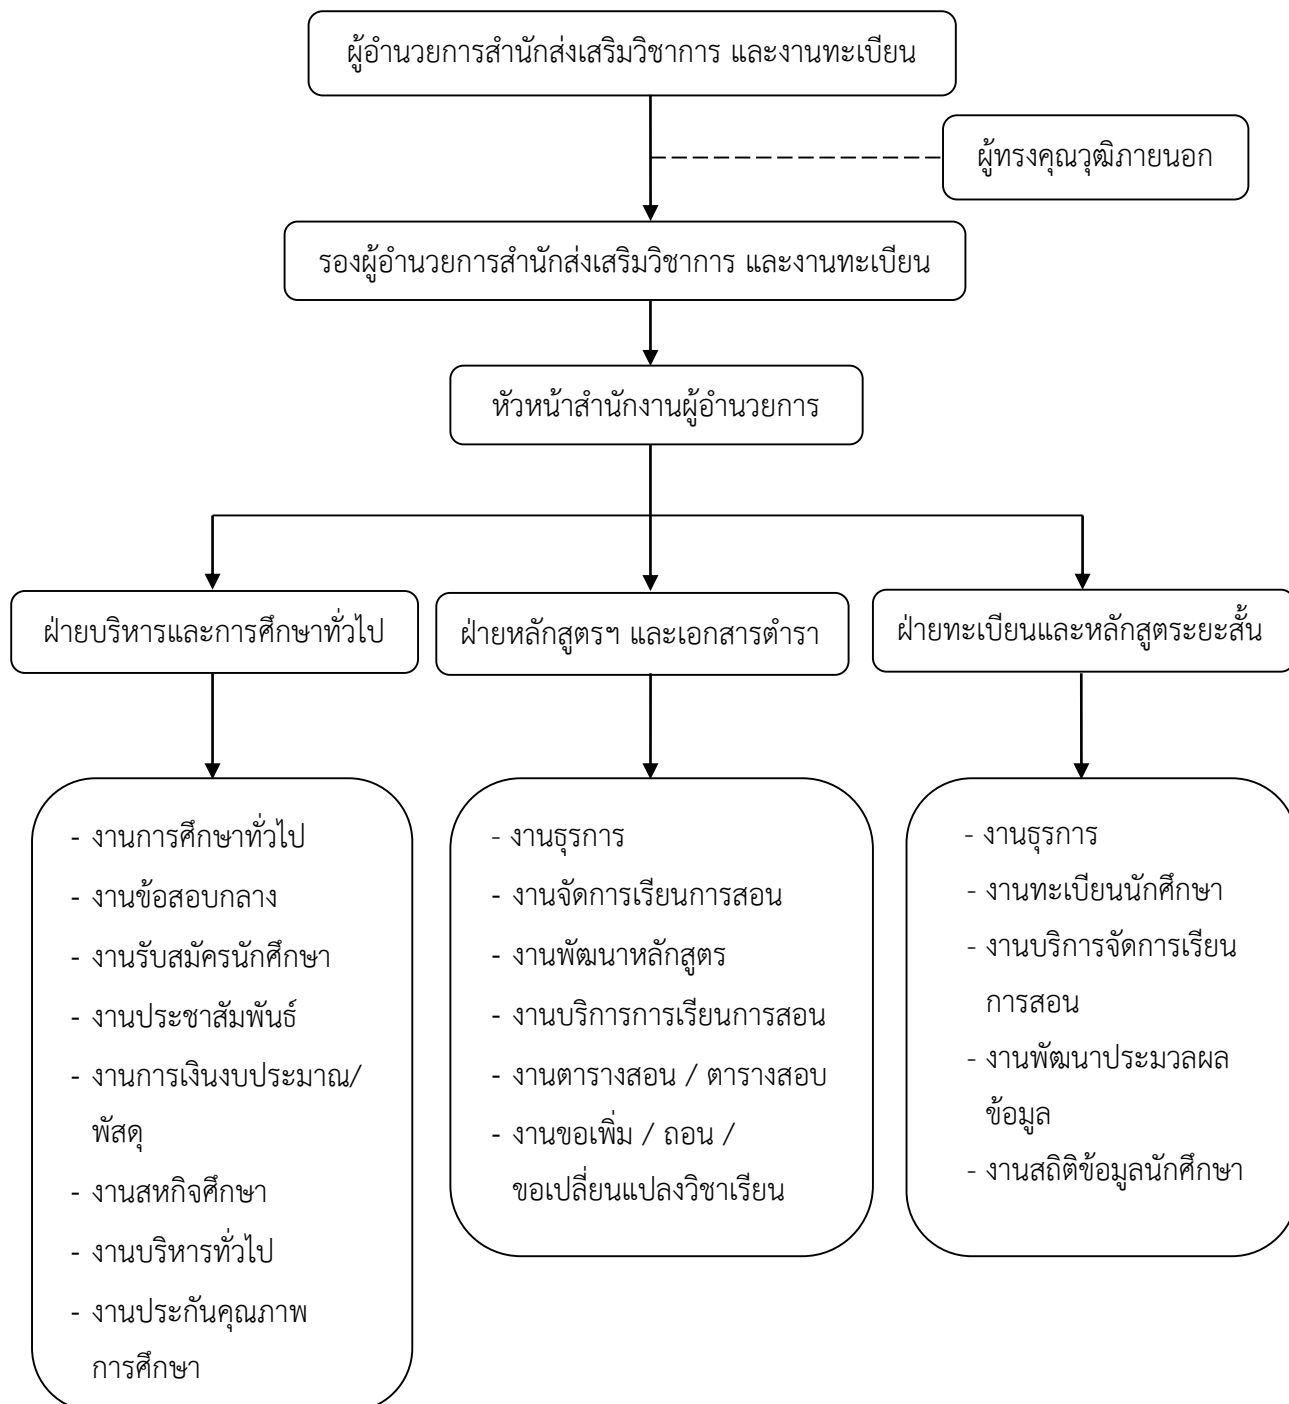 ผู้อำนวยการสำนักส่งเสริมวิชาการ และงานทะเบียน
ผู้ทรงคุณวุฒิภายนอก
รองผู้อำนวยการสำนักส่งเสริมวิชาการ และงานทะเบียน
หัวหน้าสำนักงานผู้อำนวยการ
ฝ่ายบริหารและการศึกษาทั่วไป
ฝ่ายหลักสูตรฯ และเอกสารตำรา
ฝ่ายทะเบียนและหลักสูตรระยะสั้น
- งานการศึกษาทั่วไป
- งานข้อสอบกลาง
- งานรับสมัครนักศึกษา
- งานประชาสัมพันธ์
- งานการเงินงบประมาณ/
พัสดุ
- งานสหกิจศึกษา
- งานบริหารทั่วไป
- งานประกันคุณภาพ
การศึกษา
- งานธุรการ
- งานจัดการเรียนการสอน
- งานพัฒนาหลักสูตร
- งานบริการการเรียนการสอน
- งานตารางสอน / ตารางสอบ
- งานขอเพิ่ม / ถอน /
ขอเปลี่ยนแปลงวิชาเรียน
- งานธุรการ
- งานทะเบียนนักศึกษา
- งานบริการจัดการเรียน
การสอน
- งานพัฒนาประมวลผล
ข้อมูล
- งานสถิติข้อมูลนักศึกษา